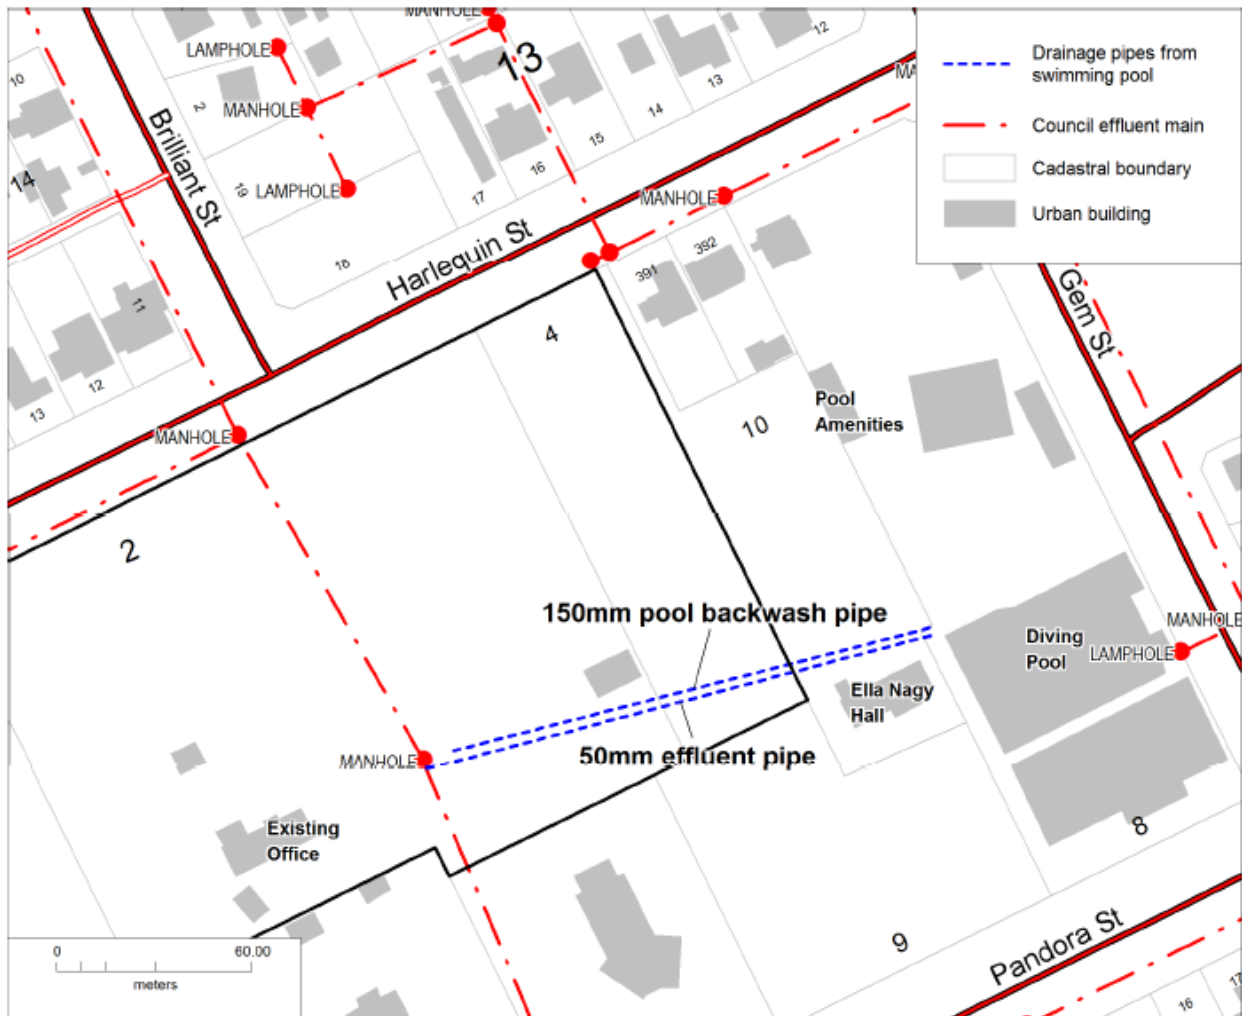 MANHOLE
LAMPHOLE
12
13
10
2
MANHOLE
13
14
15
16
17
LAMPHOLE
19
18
14
Brilliant St
Harlequin St
MANHOLE
Drainage pipes from
swimming pool
Council effluent main
Cadastral boundary
Urban building
Gem St
391
392
4
11
12
13
MANHOLE
2
10
Pool
Amenities
150mm pool backwash pipe
50mm effluent pipe
MANHOLE
Diving
Pool
MANHOLE
LAMPHOLE
Ella Nagy
Hall
Existing
Office
8
9
Pandora St
16
17
0
60.00
meters